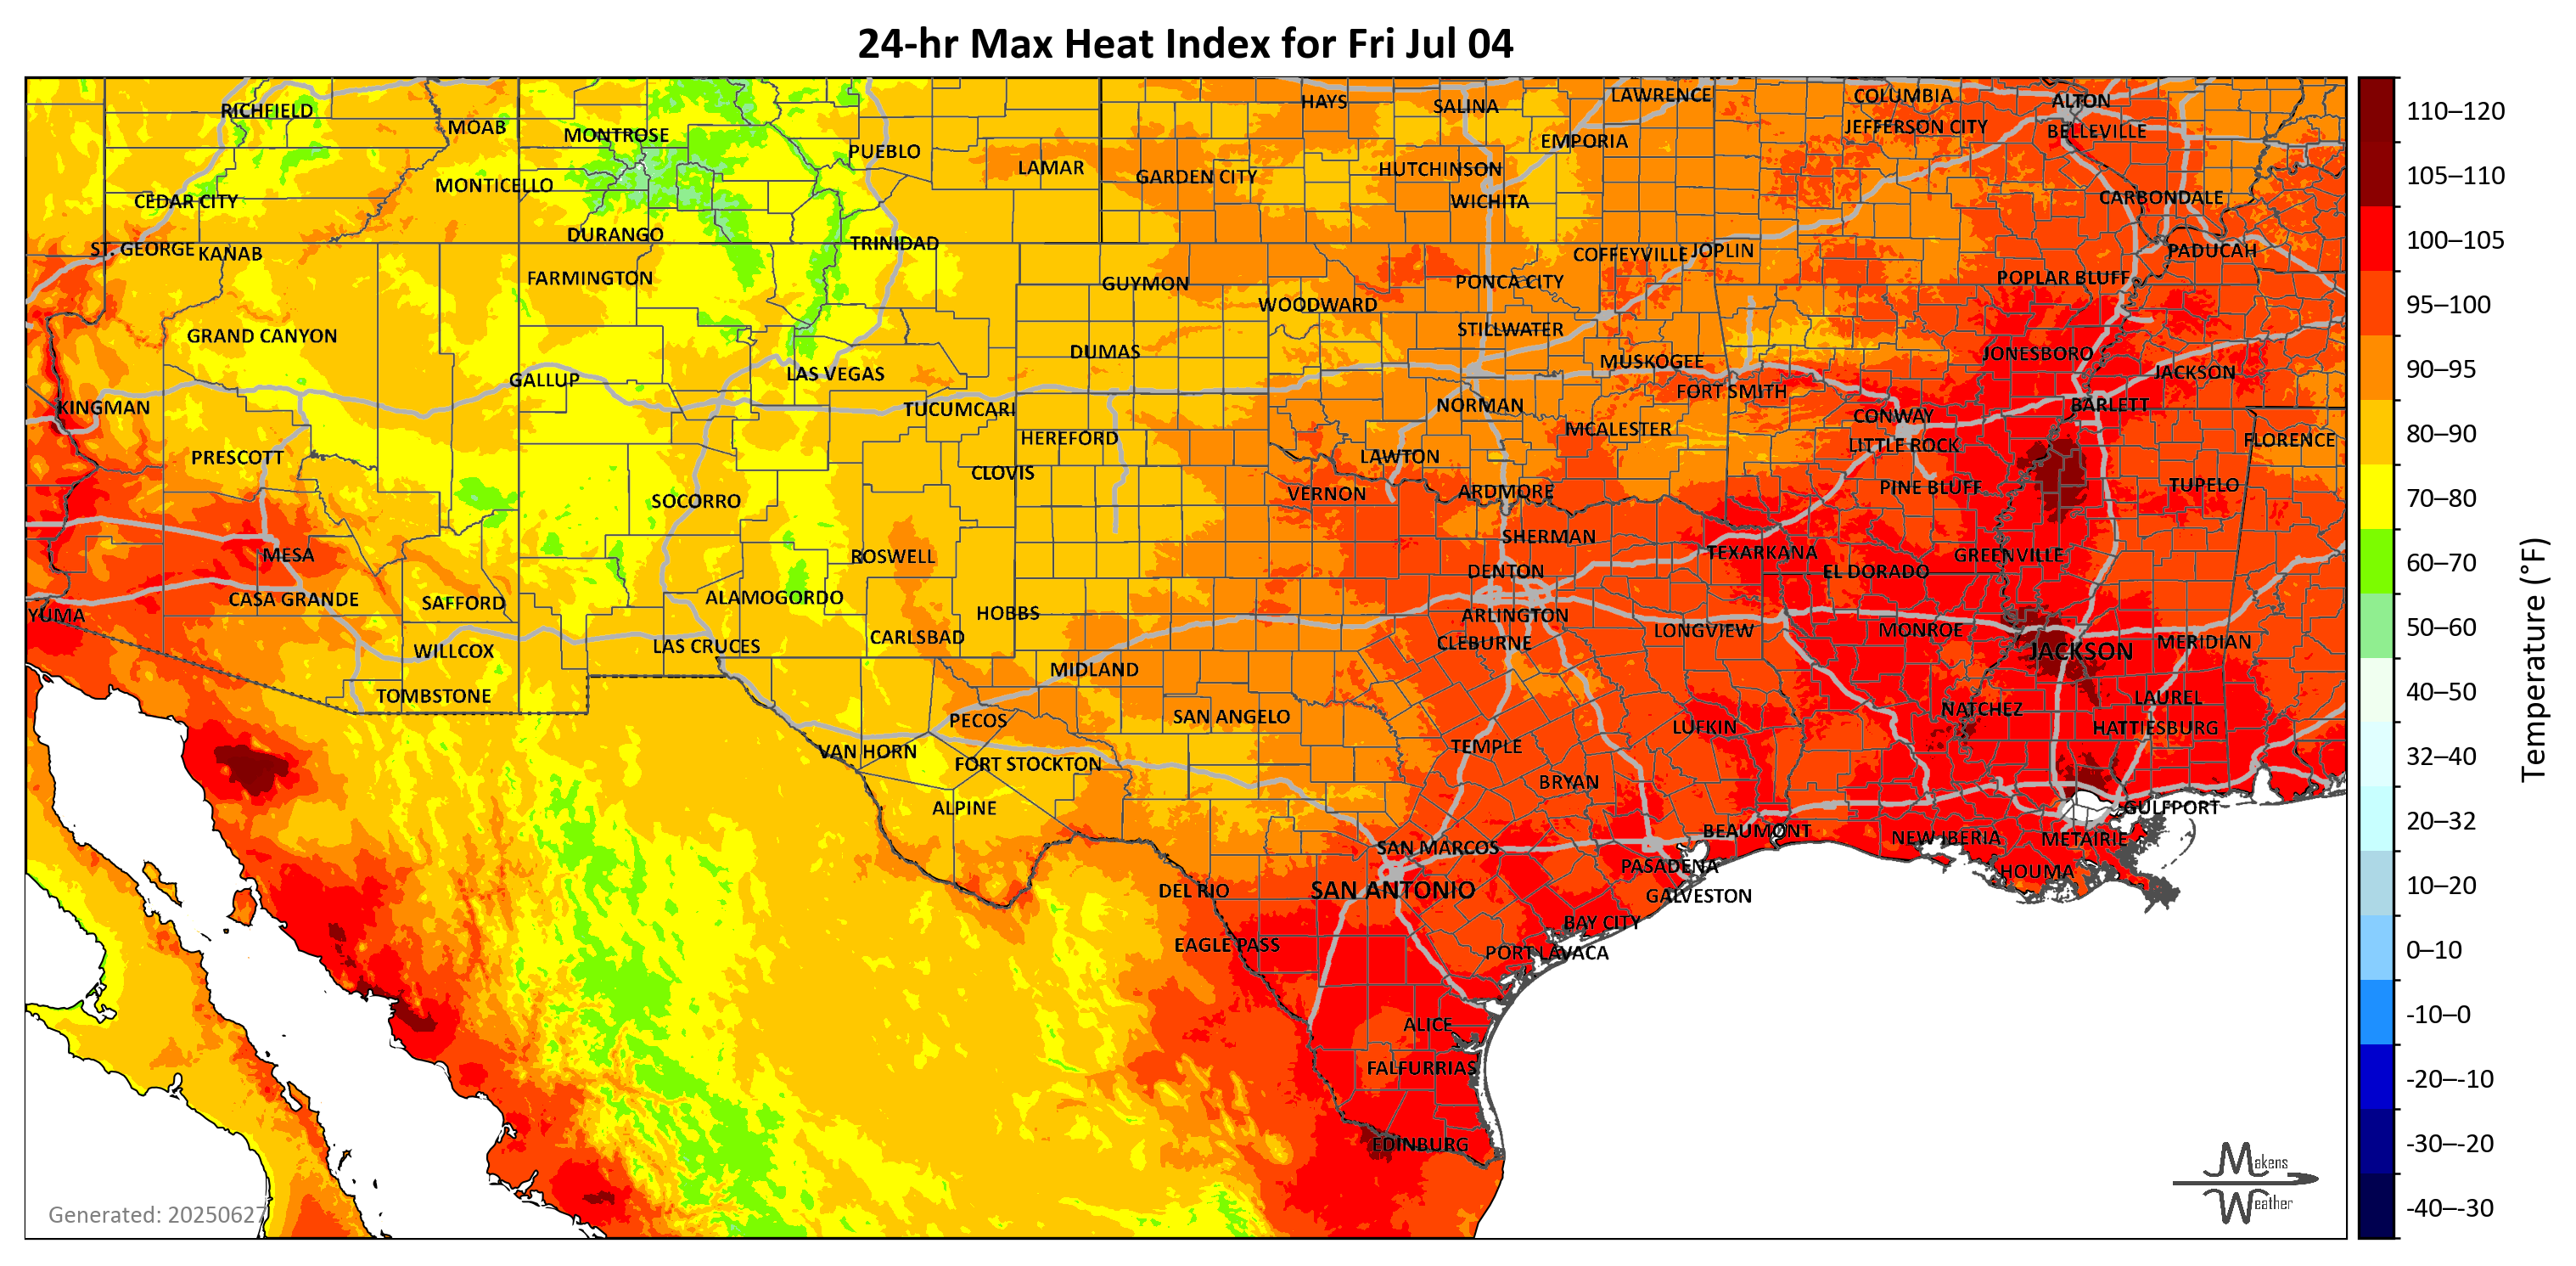 24-hr Max Heat Index for Fri Jul 04
RICHFIELD
MOAB
MONTROSE
PUEBLO
LAMAR
HAYS
SALINA
LAWRENCE
COLUMBIA
ALTON
JEFFERSON CITY
BELLEVILLE
EMPORIA
GARDEN CITY
HUTCHINSON
MONTICELLO
CEDAR CITY
WICHITA
CARBONDALE
DURANGO
TRINIDAD
ST. GEORGE
KANAB
COFFEYVILLE
JOPLIN
PADUCAH
FARMINGTON
GUYMON
PONCA CITY
POPLAR BLUFF
WOODWARD
GRAND CANYON
STILLWATER
DUMAS
JONESBORO
MUSKOGEE
GALLUP
LAS VEGAS
JACKSON
FORT SMITH
KINGMAN
TUCUMCARI
NORMAN
BARLETT
CONWAY
MCALESTER
HEREFORD
LITTLE ROCK
FLORENCE
PRESCOTT
LAWTON
CLOVIS
PINE BLUFF
TUPELO
SOCORRO
VERNON
ARDMORE
SHERMAN
MESA
ROSWELL
TEXARKANA
GREENVILLE
DENTON
EL DORADO
CASA GRANDE
SAFFORD
ALAMOGORDO
HOBBS
YUMA
ARLINGTON
LONGVIEW
MONROE
CARLSBAD
CLEBURNE
MERIDIAN
WILLCOX
LAS CRUCES
JACKSON
MIDLAND
TOMBSTONE
LAUREL
PECOS
SAN ANGELO
NATCHEZ
LUFKIN
HATTIESBURG
VAN HORN
TEMPLE
FORT STOCKTON
BRYAN
ALPINE
GULFPORT
BEAUMONT
NEW IBERIA
METAIRIE
SAN MARCOS
PASADENA
HOUMA
DEL RIO
SAN ANTONIO
GALVESTON
BAY CITY
EAGLE PASS
PORT LAVACA
ALICE
FALFURRIAS
EDINBURG
Generated: 20250627
Makens
Weather
110–120
105–110
100–105
95–100
90–95
80–90
70–80
60–70
50–60
40–50
32–40
20–32
10–20
0–10
-10–0
-20–-10
-30–-20
-40–-30
Temperature (°F)